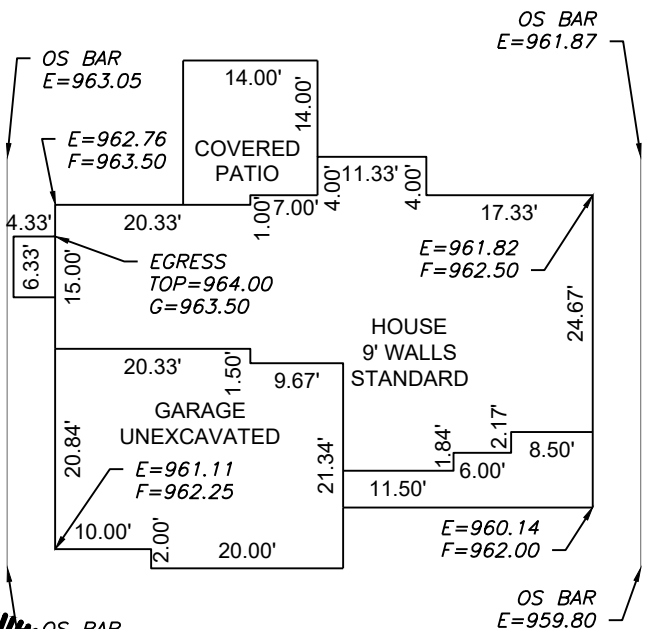 OS BAR
E=961.87
OS BAR
E=963.05
14.00'
14.00'
E=962.76
F=963.50
COVERED
PATIO
11.33'
4.00'
4.00'
7.00'
1.00'
17.33'
4.33'
20.33'
6.33'
15.00'
EGRESS
TOP=964.00
G=963.50
E=961.82
F=962.50
24.67'
HOUSE
9' WALLS
STANDARD
20.33'
1.50'
9.67'
GARAGE
UNEXCAVATED
20.84'
21.34'
1.84'
2.17'
8.50'
6.00'
11.50'
E=961.11
F=962.25
10.00'
2.00'
20.00'
E=960.14
F=962.00
OS BAR
E=959.80
OS BAR